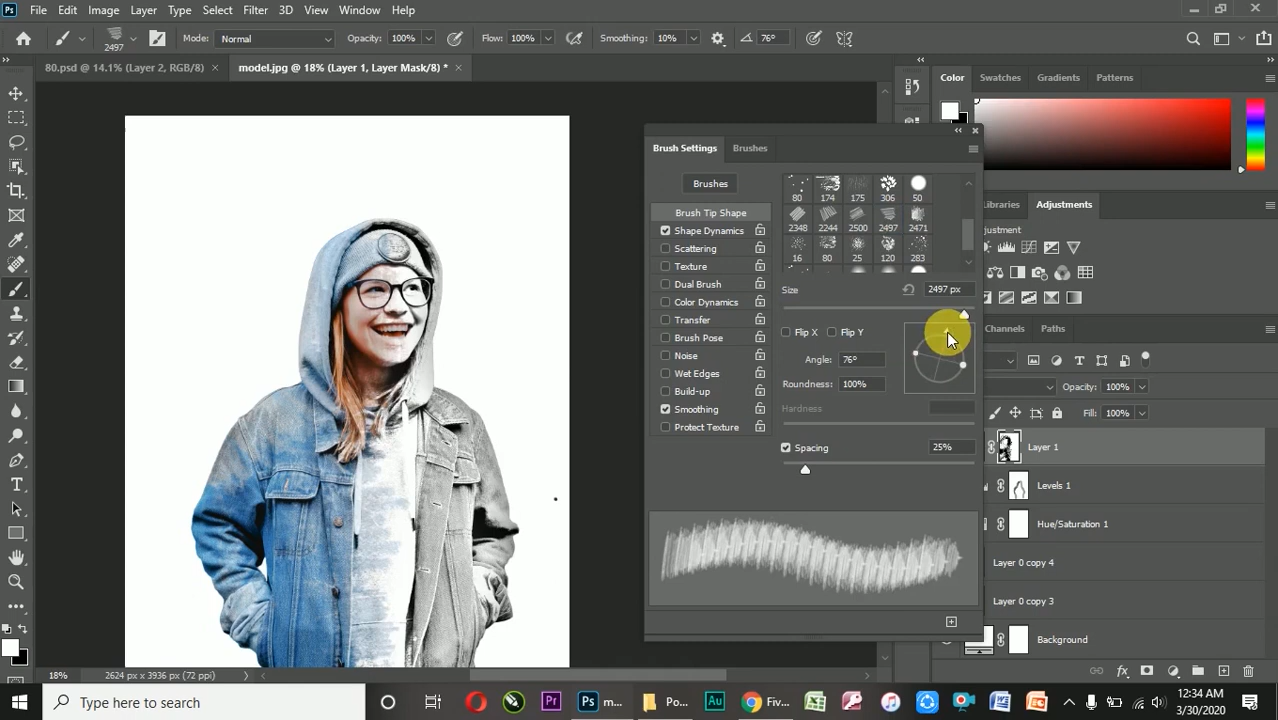 Ps File Edit Image Layer Type Select Filter 3D View Window Help
2497 Mode: Normal Opacity: 100% Flow: 100% Smoothing: 10% 76°
80.psd @ 14.1% (Layer 2, RGB/8) × model.jpg @ 18% (Layer 1, Layer Mask/8) * ×
Color Swatches Gradients Patterns
Brush Settings Brushes
Brushes
80 174 175 306 50
Brush Tip Shape
2348 2244 2500 2497 2471
Shape Dynamics
Scattering
16 80 25 120 283
Texture
Dual Brush
Size 2497 px
Color Dynamics
Transfer
Flip X Flip Y
Brush Pose
Noise
Angle: 76°
Wet Edges
Roundness: 100%
Build-up
Smoothing
Hardness
Protect Texture
Spacing 25%
Libraries Adjustments
Channels Paths
Opacity: 100%
Fill: 100%
Layer 1
Levels 1
Hue/Saturation 1
Layer 0 copy 4
Layer 0 copy 3
Background
18% 2624 px x 3936 px (72 ppi)
Type here to search
Pr
Ps m...
Po...
Au
Fiv...
12:34 AM
3/30/2020